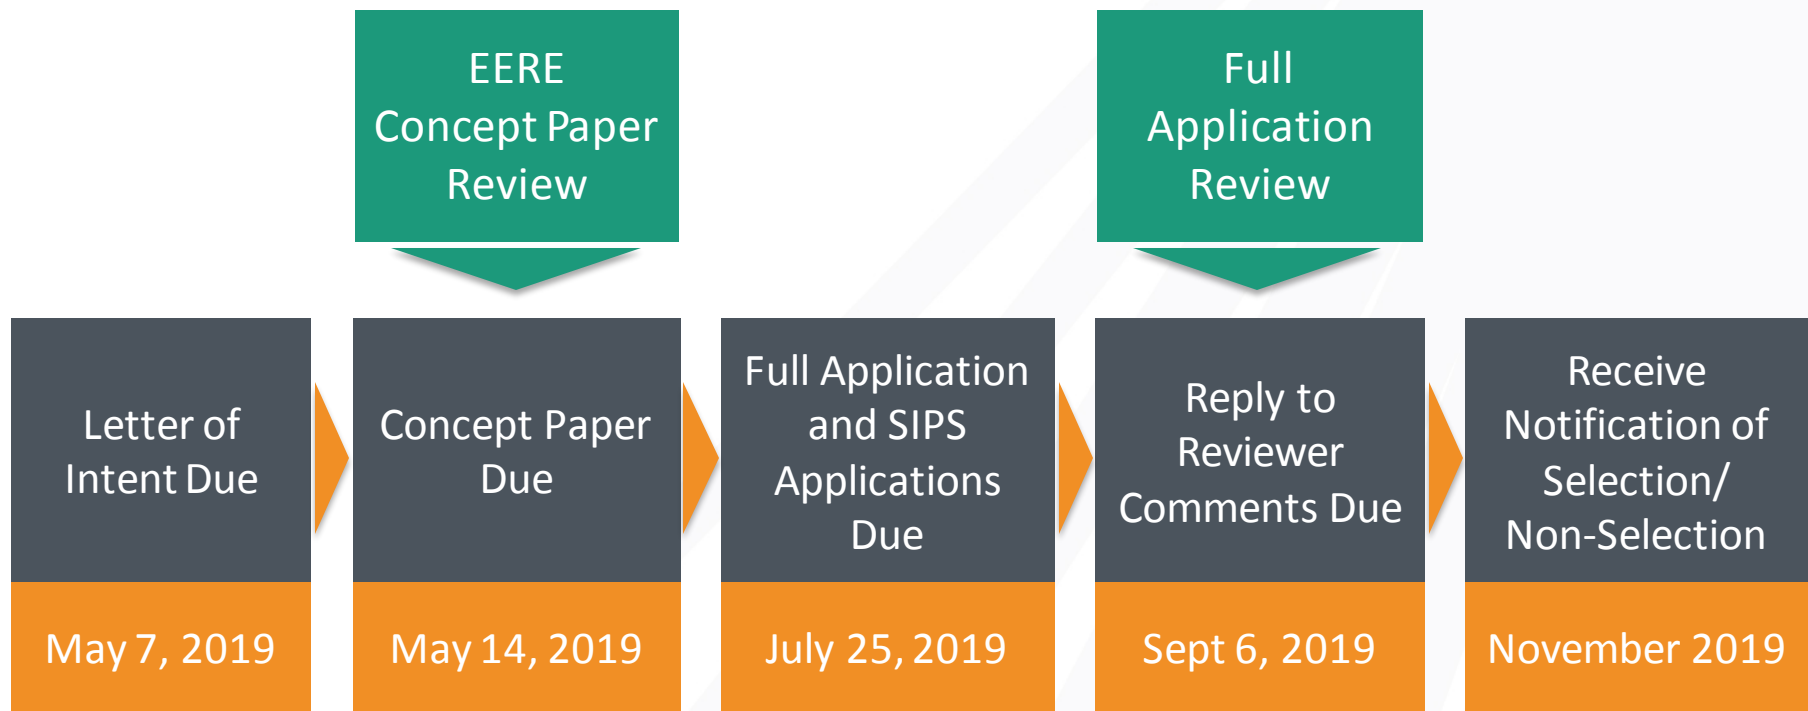 EERE
Concept Paper
Review
Full
Application
Review
Letter of
Intent Due
May 7, 2019
Concept Paper
Due
May 14, 2019
Full Application
and SIPS
Applications
Due
July 25, 2019
Reply to
Reviewer
Comments Due
Sept 6, 2019
Receive
Notification of
Selection/
Non-Selection
November 2019